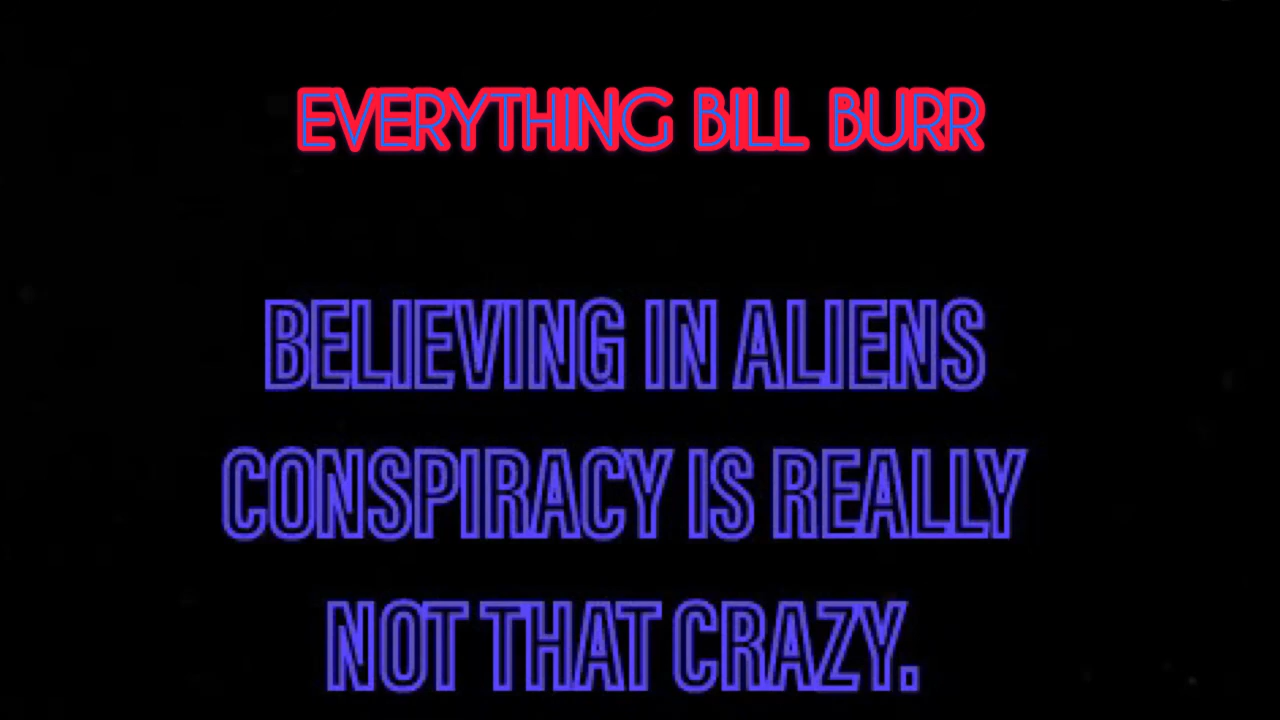 EVERYTHING BILL BURR
BELIEVING IN ALIENS
CONSPIRACY IS REALLY
NOT THAT CRAZY.